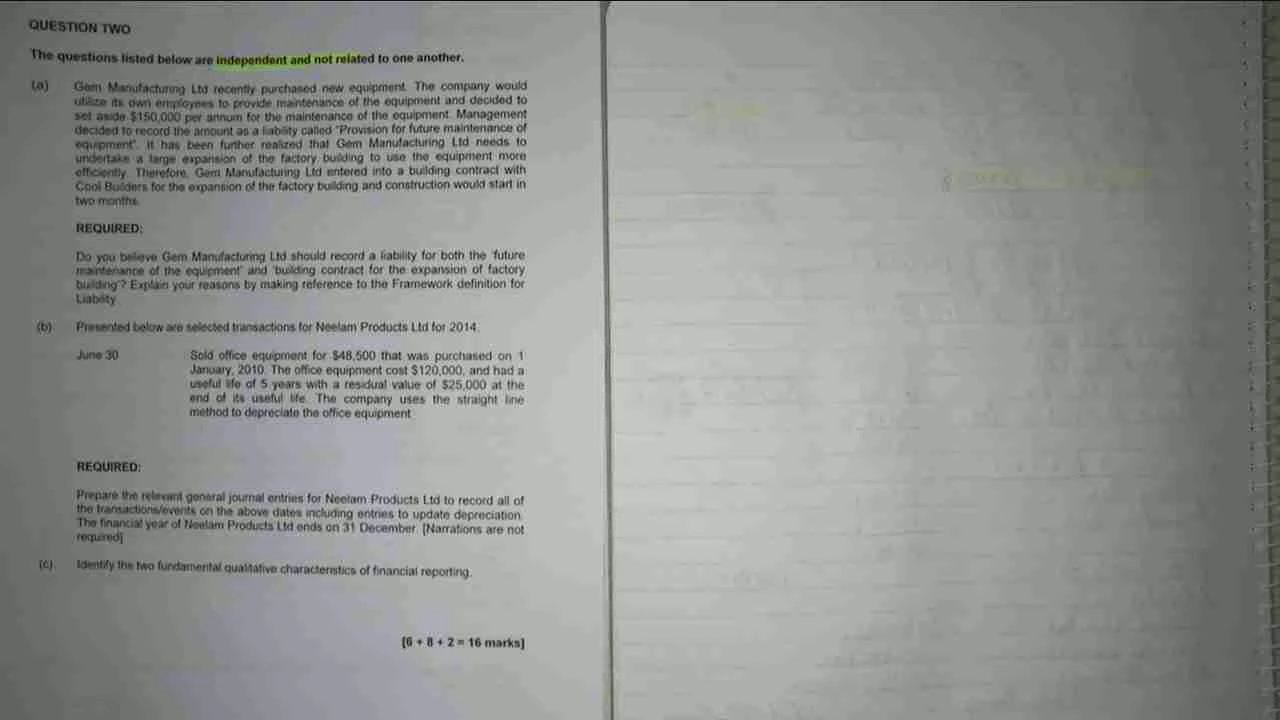 QUESTION TWO
The questions listed below are independent and not related to one another.
(a) Gem Manufacturing Ltd recently purchased new equipment. The company would
utilize its own employees to provide maintenance of the equipment and decided to
set aside $150,000 per annum for the maintenance of the equipment. Management
decided to record the amount as a liability called "Provision for future maintenance of
equipment". It has been further realized that Gem Manufacturing Ltd needs to
undertake a large expansion of the factory building to use the equipment more
efficiently. Therefore, Gem Manufacturing Ltd entered into a building contract with
Cool Builders for the expansion of the factory building and construction would start in
two months.
REQUIRED:
Do you believe Gem Manufacturing Ltd should record a liability for both the 'future
maintenance of the equipment' and 'building contract for the expansion of factory
building'? Explain your reasons by making reference to the Framework definition for
Liability.
(b) Presented below are selected transactions for Neelam Products Ltd for 2014.
June 30 Sold office equipment for $48,500 that was purchased on 1
January, 2010. The office equipment cost $120,000, and had a
useful life of 5 years with a residual value of $25,000 at the
end of its useful life. The company uses the straight line
method to depreciate the office equipment.
REQUIRED:
Prepare the relevant general journal entries for Neelam Products Ltd to record all of
the transactions/events on the above dates including entries to update depreciation.
The financial year of Neelam Products Ltd ends on 31 December. [Narrations are not
required]
(c) Identify the two fundamental qualitative characteristics of financial reporting.
[6 + 8 + 2 = 16 marks]